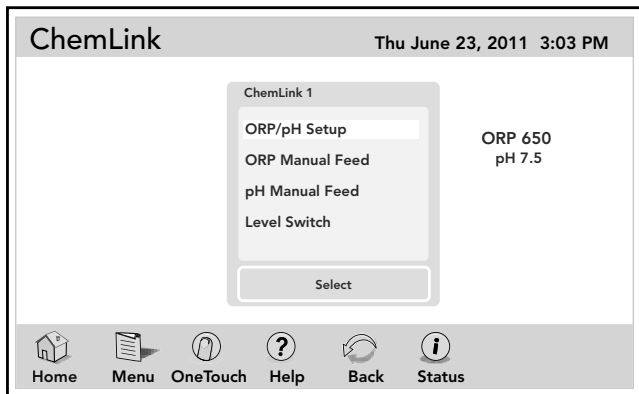 ChemLink
Thu June 23, 2011 3:03 PM
ChemLink 1
ORP/pH Setup
ORP Manual Feed
pH Manual Feed
Level Switch
Select
ORP 650
pH 7.5
Home Menu OneTouch Help Back Status